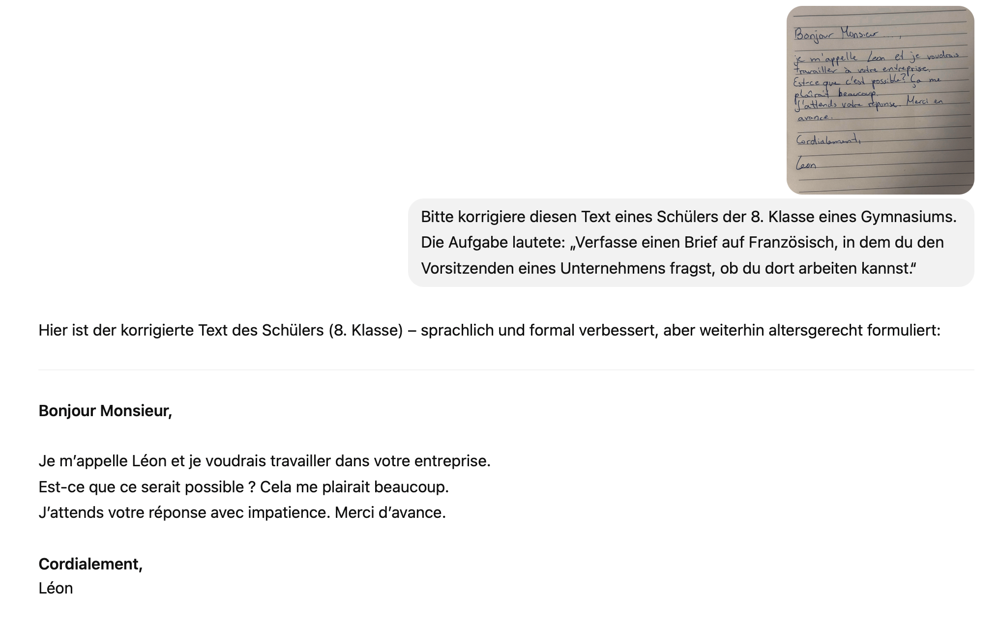 Bonjour Monsieur ...,
je m'appelle Leon et je voudrais
travailler à votre entreprise.
Est-ce que c'est possible? Ça me
plaîrait beaucoup.
J'attends votre réponse. Merci en
avance.
Cordialement,
Leon
Bitte korrigiere diesen Text eines Schülers der 8. Klasse eines Gymnasiums.
Die Aufgabe lautete: „Verfasse einen Brief auf Französisch, in dem du den
Vorsitzenden eines Unternehmens fragst, ob du dort arbeiten kannst.“
Hier ist der korrigierte Text des Schülers (8. Klasse) – sprachlich und formal verbessert, aber weiterhin altersgerecht formuliert:
Bonjour Monsieur,
Je m’appelle Léon et je voudrais travailler dans votre entreprise.
Est-ce que ce serait possible ? Cela me plairait beaucoup.
J’attends votre réponse avec impatience. Merci d’avance.
Cordialement,
Léon